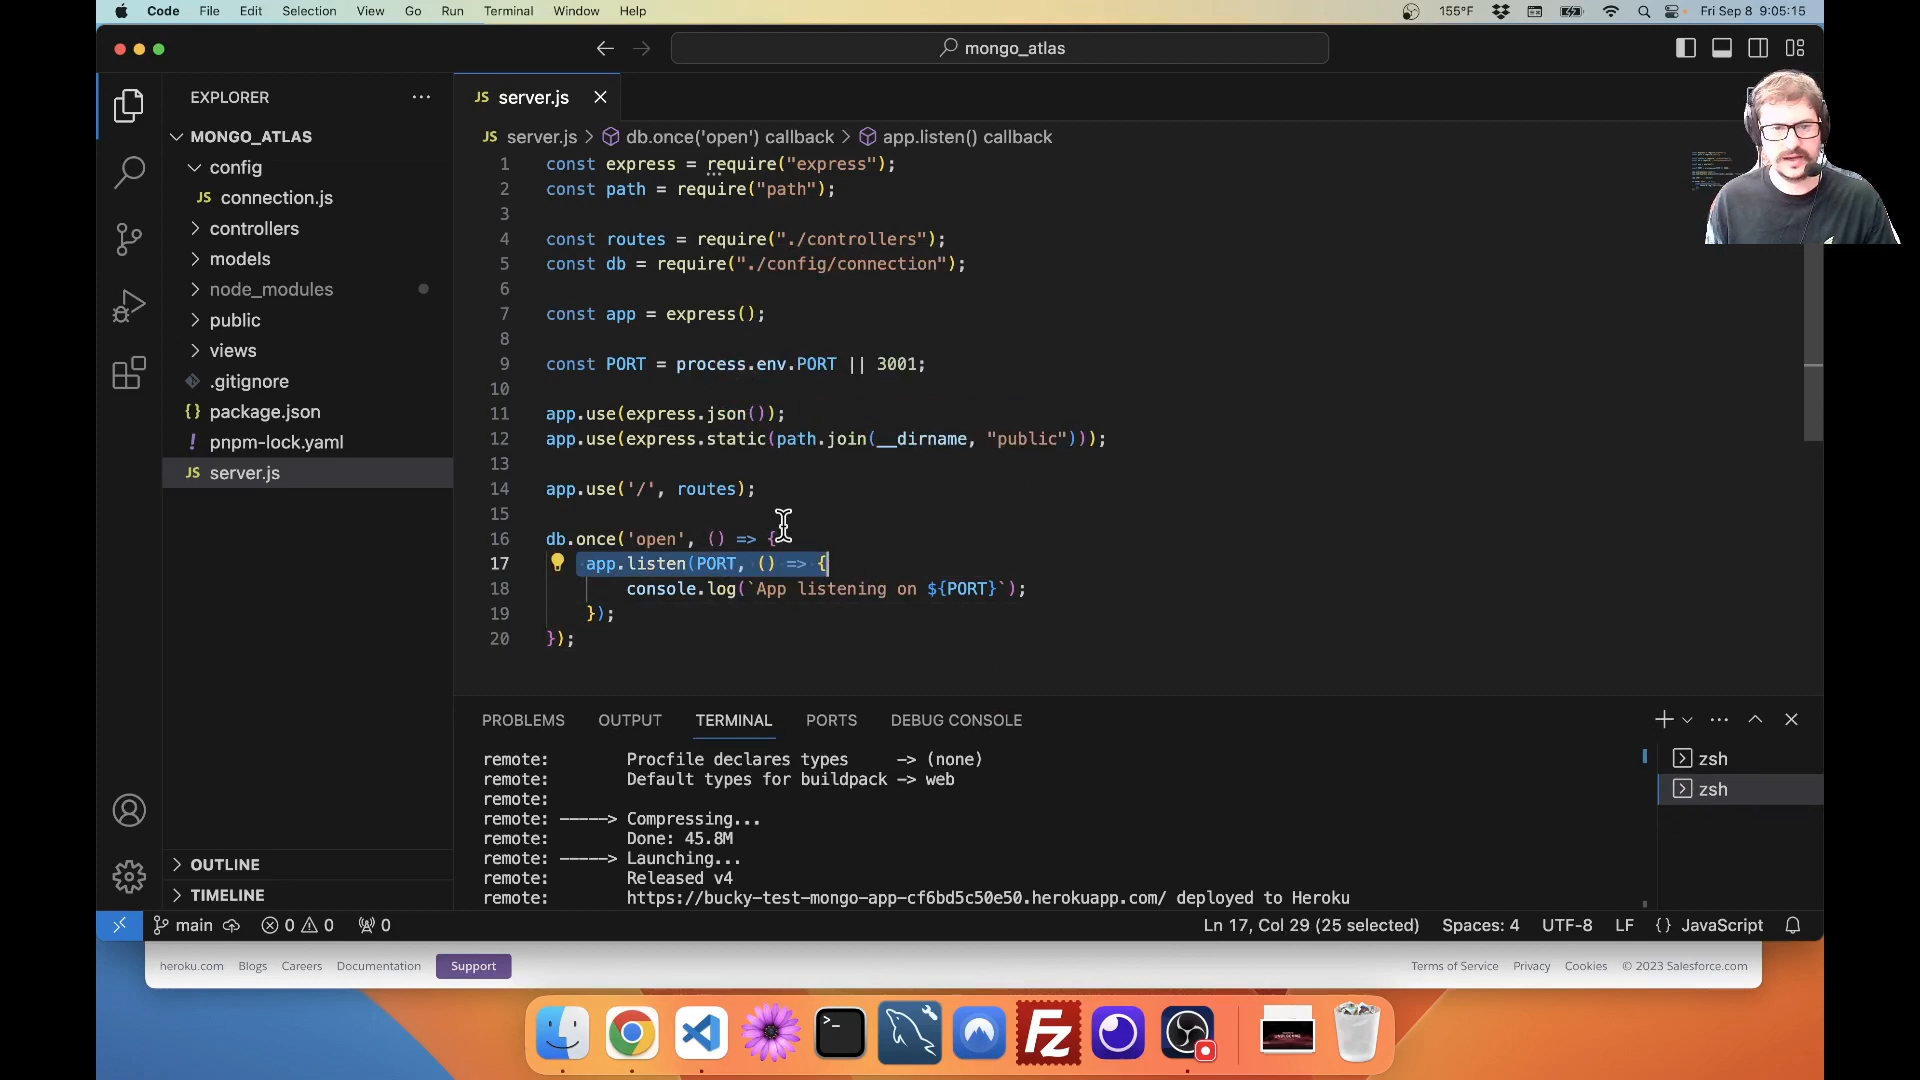 Code File Edit Selection View Go Run Terminal Window Help
155°F Fri Sep 8 9:05:15
mongo_atlas
EXPLORER
MONGO_ATLAS
config
JS connection.js
controllers
models
node_modules
public
views
.gitignore
{} package.json
! pnpm-lock.yaml
JS server.js
OUTLINE
TIMELINE
JS server.js
JS server.js > db.once('open') callback > app.listen() callback
1 const express = require("express");
2 const path = require("path");
3
4 const routes = require("./controllers");
5 const db = require("./config/connection");
6
7 const app = express();
8
9 const PORT = process.env.PORT || 3001;
10
11 app.use(express.json());
12 app.use(express.static(path.join(__dirname, "public")));
13
14 app.use('/', routes);
15
16 db.once('open', () => {
17 app.listen(PORT, () => {
18 console.log(`App listening on ${PORT}`);
19 });
20 });
PROBLEMS OUTPUT TERMINAL PORTS DEBUG CONSOLE
remote: Procfile declares types -> (none)
remote: Default types for buildpack -> web
remote:
remote: -----> Compressing...
remote: Done: 45.8M
remote: -----> Launching...
remote: Released v4
remote: https://bucky-test-mongo-app-cf6bd5c50e50.herokuapp.com/ deployed to Heroku
zsh
zsh
main 0 0 0 Ln 17, Col 29 (25 selected) Spaces: 4 UTF-8 LF {} JavaScript
heroku.com Blogs Careers Documentation Support Terms of Service Privacy Cookies © 2023 Salesforce.com
Fz